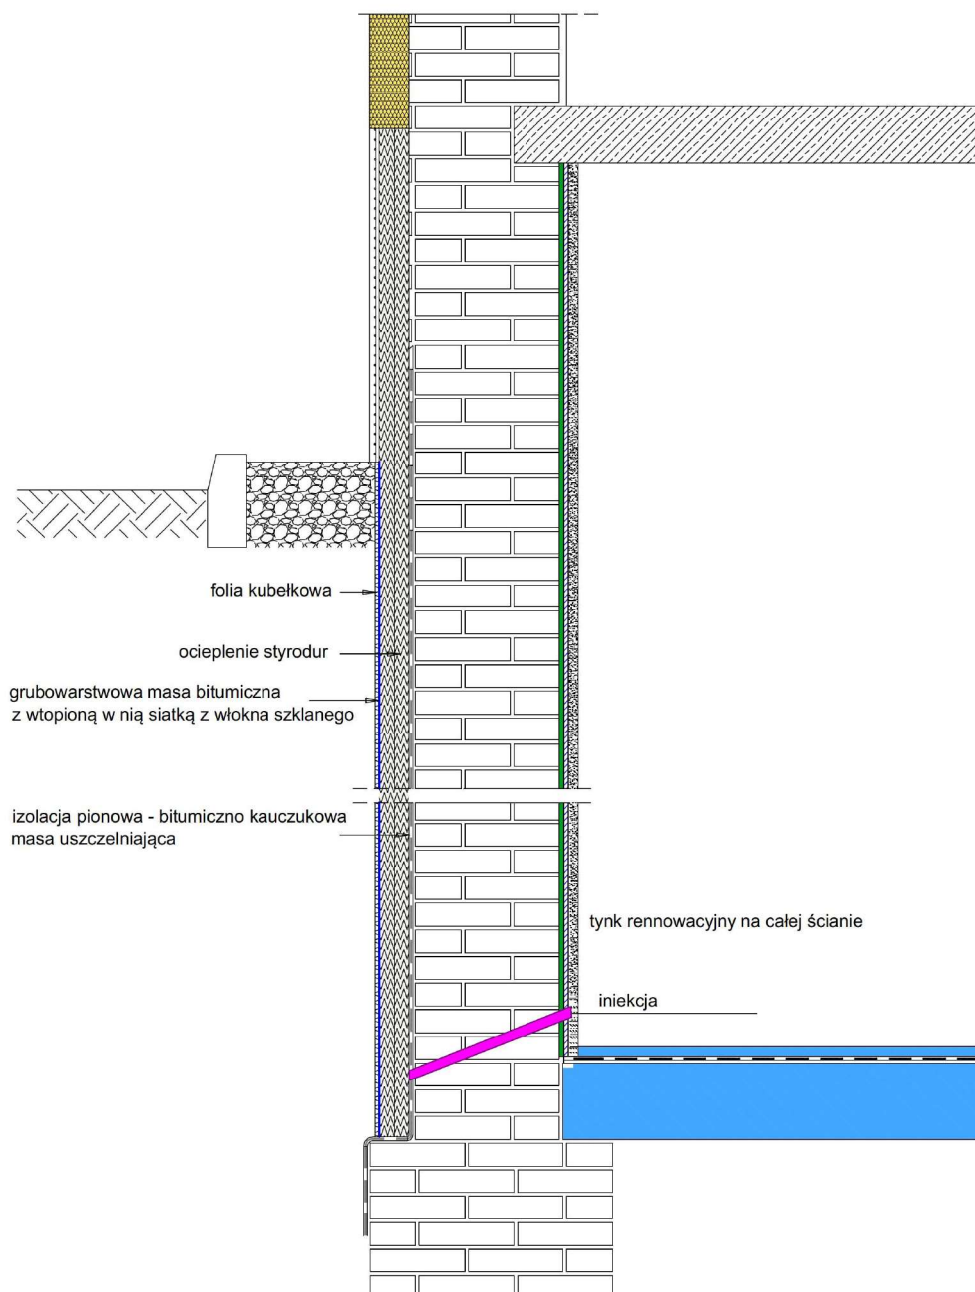 folia kubełkowa
ocieplenie styrodur
grubowarstwowa masa bitumiczna
z wtopioną w nią siatką z włokna szklanego
izolacja pionowa - bitumiczno kauczukowa
masa uszczelniająca
tynk rennowacyjny na całej ścianie
iniekcja